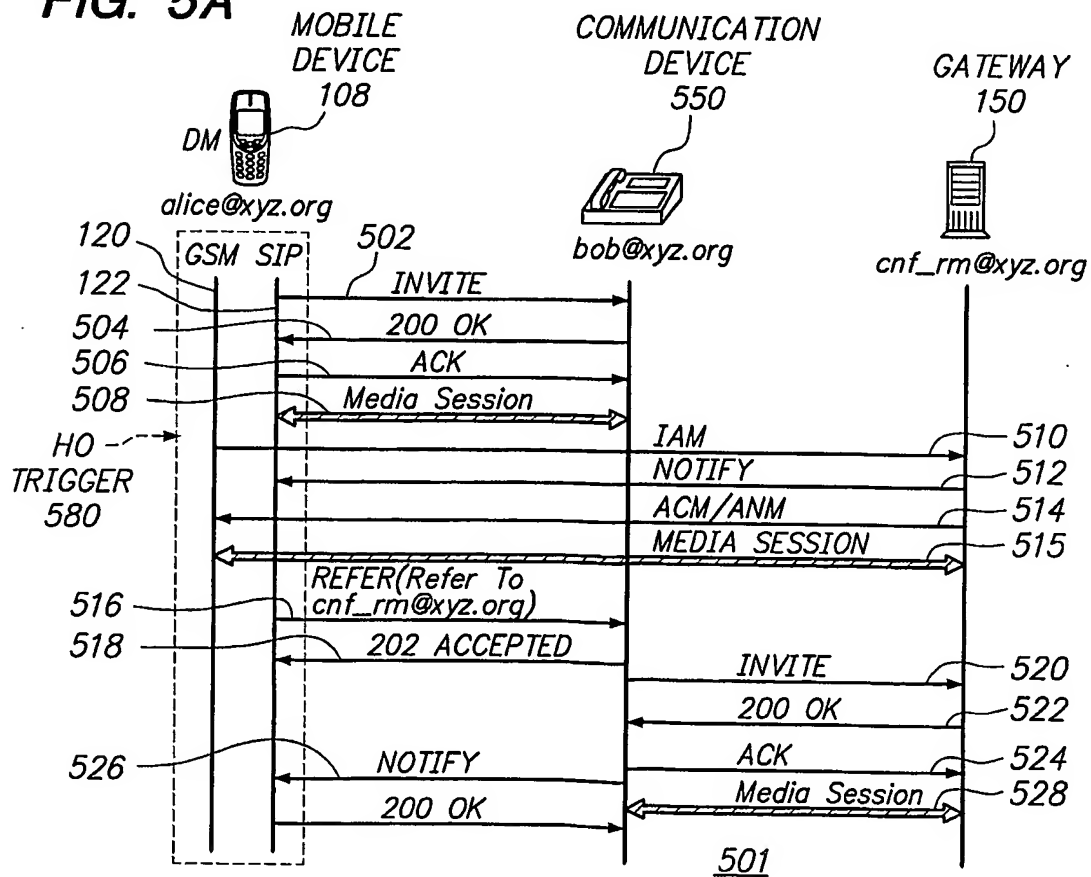 FIG. 5A
MOBILE
DEVICE
108
COMMUNICATION
DEVICE
550
GATEWAY
150
DM
alice@xyz.org
bob@xyz.org
cnf_rm@xyz.org
120
GSM SIP
502
122
INVITE
504
200 OK
506
ACK
508
Media Session
HO
TRIGGER
580
IAM
510
NOTIFY
512
ACM/ANM
514
MEDIA SESSION
515
REFER(Refer To
cnf_rm@xyz.org)
516
518
202 ACCEPTED
INVITE
520
200 OK
522
526
NOTIFY
ACK
524
Media Session
528
200 OK
501